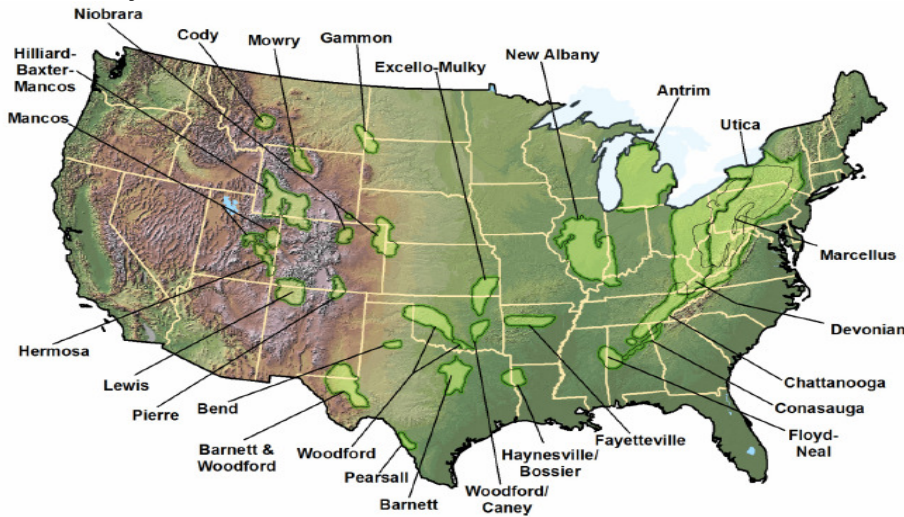 Niobrara
Cody
Mowry
Gammon
Hilliard-
Baxter-
Mancos
Mancos
Excello-Mulky
New Albany
Antrim
Utica
Marcellus
Devonian
Chattanooga
Conasauga
Floyd-
Neal
Fayetteville
Haynesville/
Bossier
Woodford/
Caney
Barnett
Pearsall
Woodford
Barnett &
Woodford
Bend
Pierre
Lewis
Hermosa